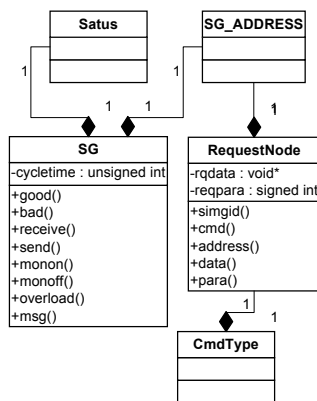 Satus
SG_ADDRESS
1
1
1
1
1
SG
-cycletime : unsigned int
+good()
+bad()
+receive()
+send()
+monon()
+monoff()
+overload()
+msg()
RequestNode
-rqdata : void*
-reqpara : signed int
+simgid()
+cmd()
+address()
+data()
+para()
1
1
CmdType